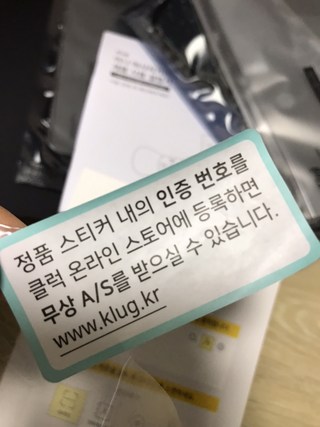 정품 스티커 내의 인증 번호를
클럭 온라인 스토어에 등록하면
무상 A/S를 받으실 수 있습니다.
www.klug.kr